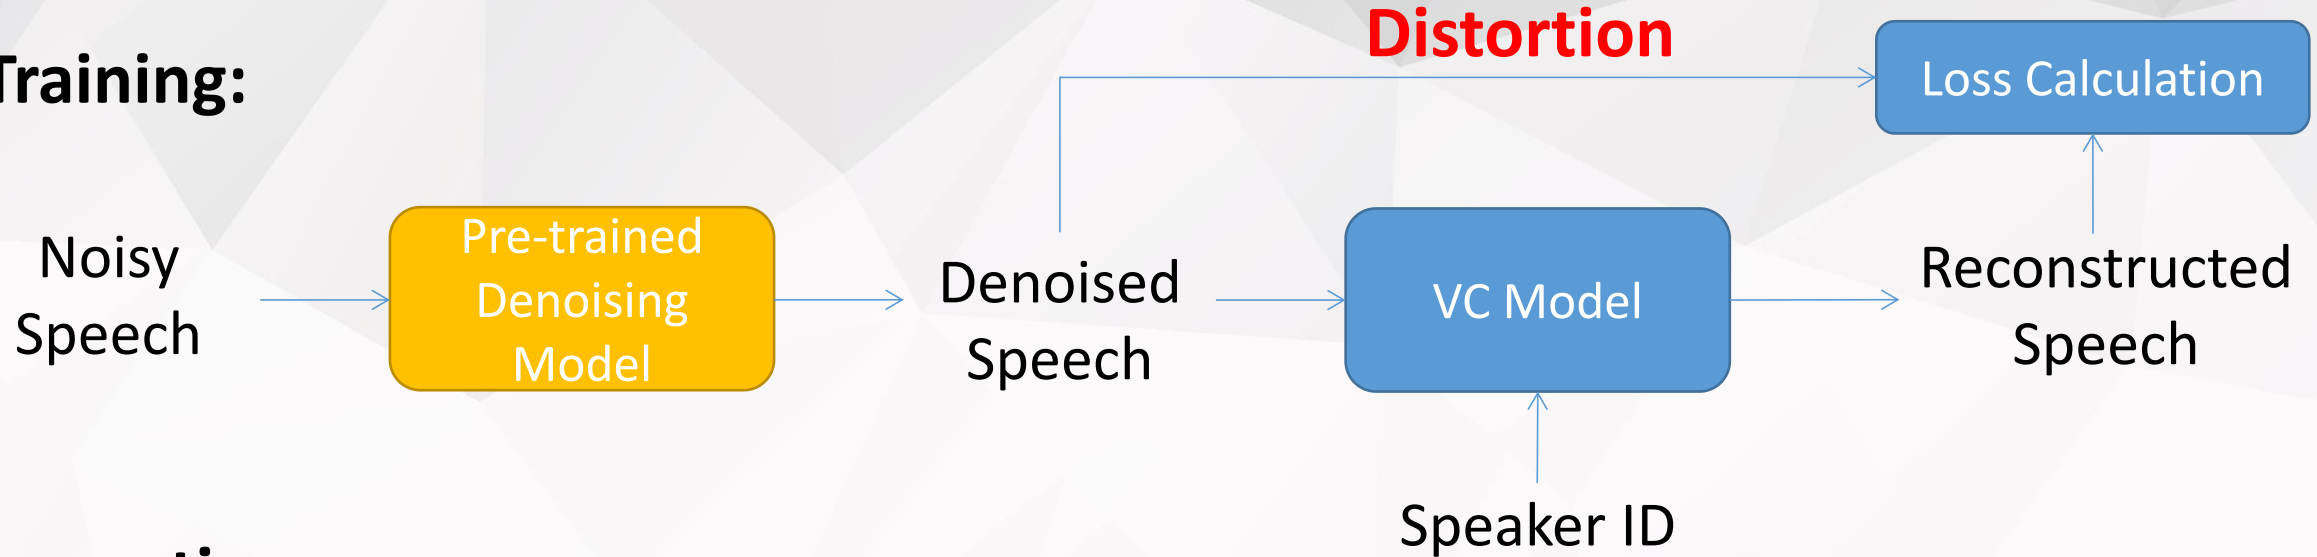 Distortion
Training:
Loss Calculation
Noisy
Speech
Pre-trained
Denoising
Model
Denoised
Speech
VC Model
Reconstructed
Speech
Speaker ID